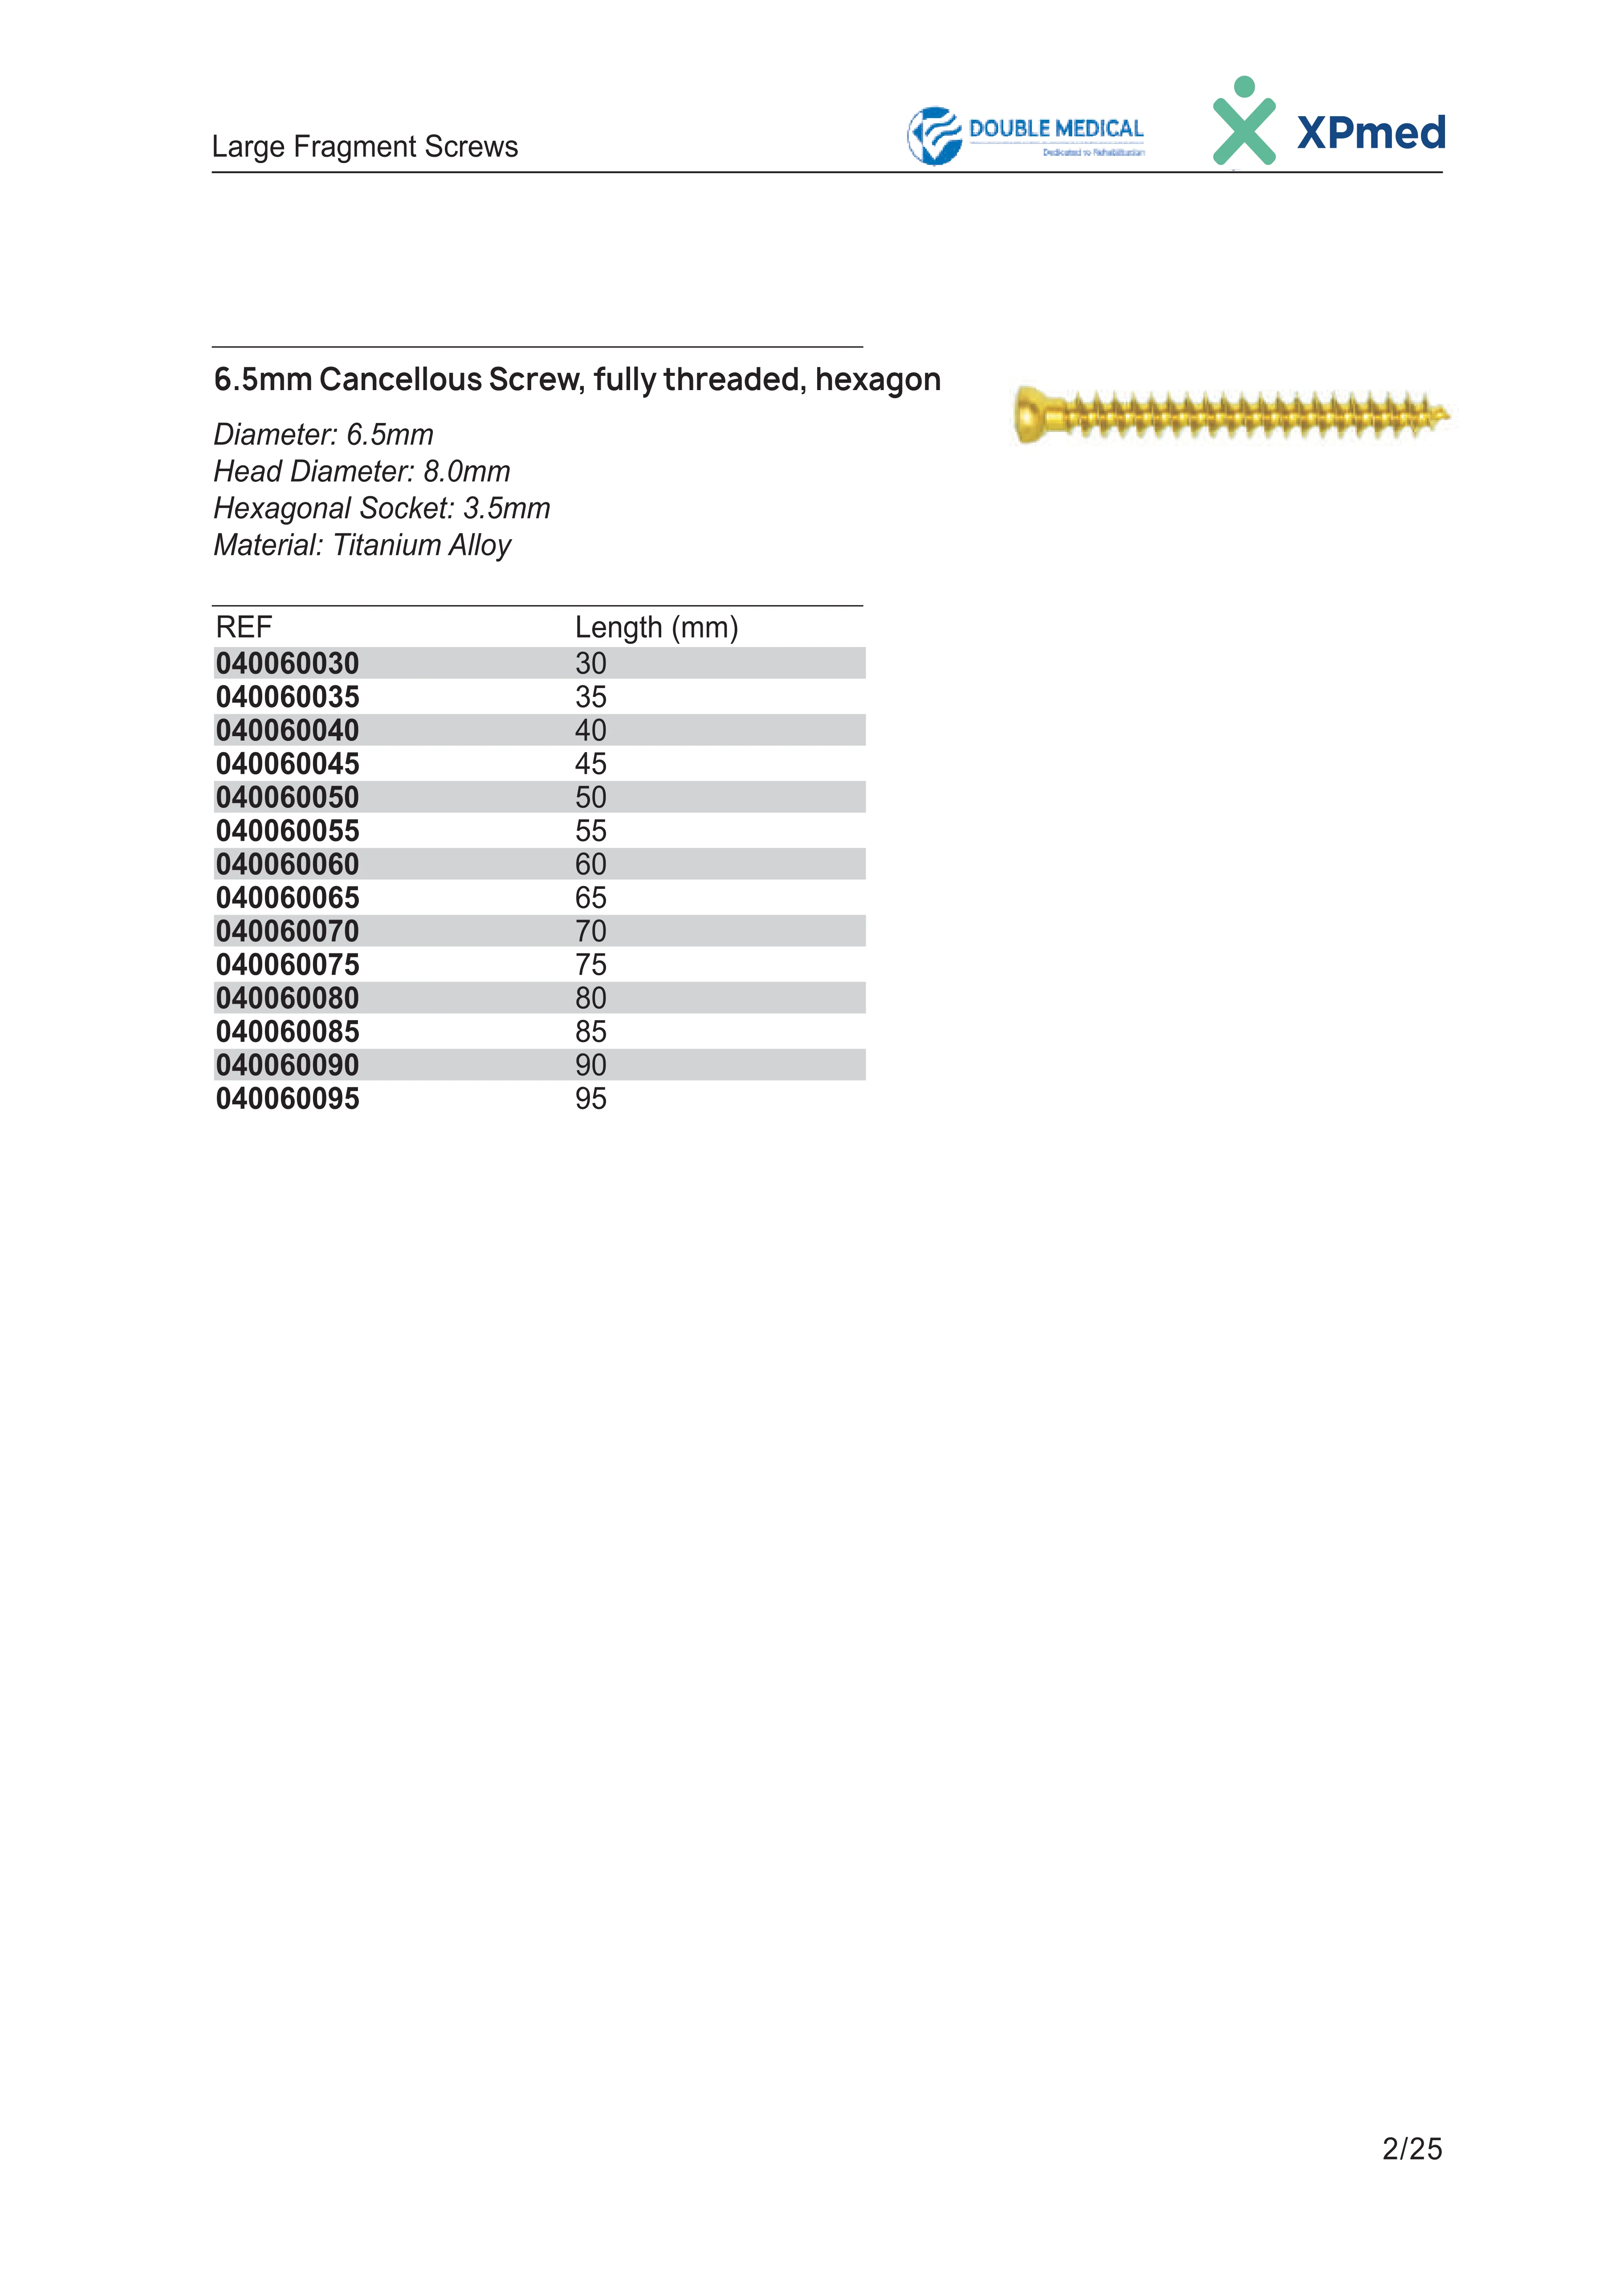 Large Fragment Screws
DOUBLE MEDICAL
Dedicated to Rehabilitation
XPmed
6.5mm Cancellous Screw, fully threaded, hexagon
Diameter: 6.5mm
Head Diameter: 8.0mm
Hexagonal Socket: 3.5mm
Material: Titanium Alloy
REF Length (mm)
040060030 30
040060035 35
040060040 40
040060045 45
040060050 50
040060055 55
040060060 60
040060065 65
040060070 70
040060075 75
040060080 80
040060085 85
040060090 90
040060095 95
2/25